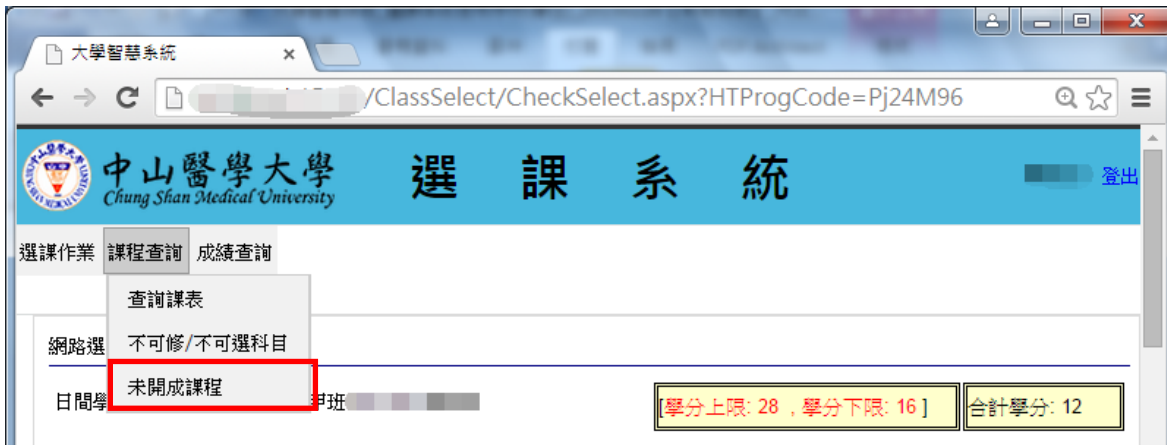 大學智慧系統
/ClassSelect/CheckSelect.aspx?HTProgCode=Pj24M96
中山醫學大學
Chung Shan Medical University
選課系統
登出
選課作業 課程查詢 成績查詢
查詢課表
網路選
不可修/不可選科目
未開成課程
日間學
甲班
[學分上限: 28 , 學分下限: 16 ]
合計學分: 12